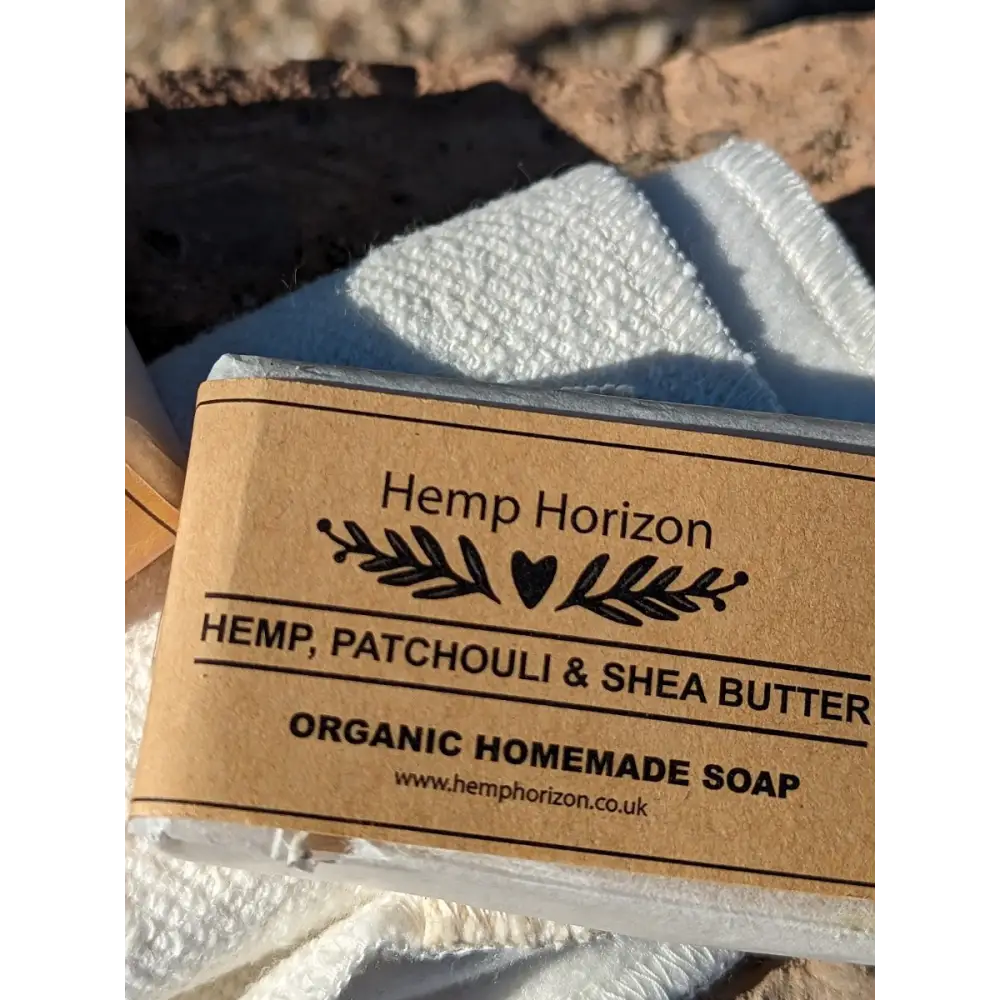 Hemp Horizon
HEMP, PATCHOULI & SHEA BUTTER
ORGANIC HOMEMADE SOAP
www.hemphorizon.co.uk